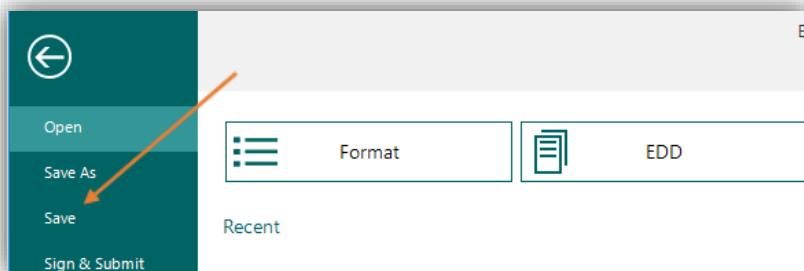 Open
Save As
Save
Sign & Submit
Format
EDD
Recent